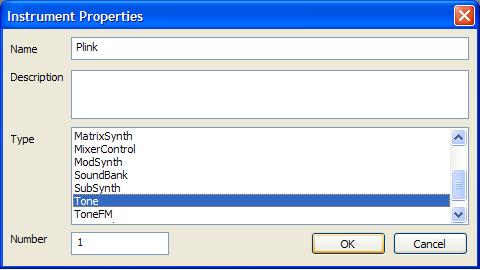 Instrument Properties
Name Plink
Description
Type MatrixSynth
MixerControl
ModSynth
SoundBank
SubSynth
Tone
ToneFM
Number 1 OK Cancel